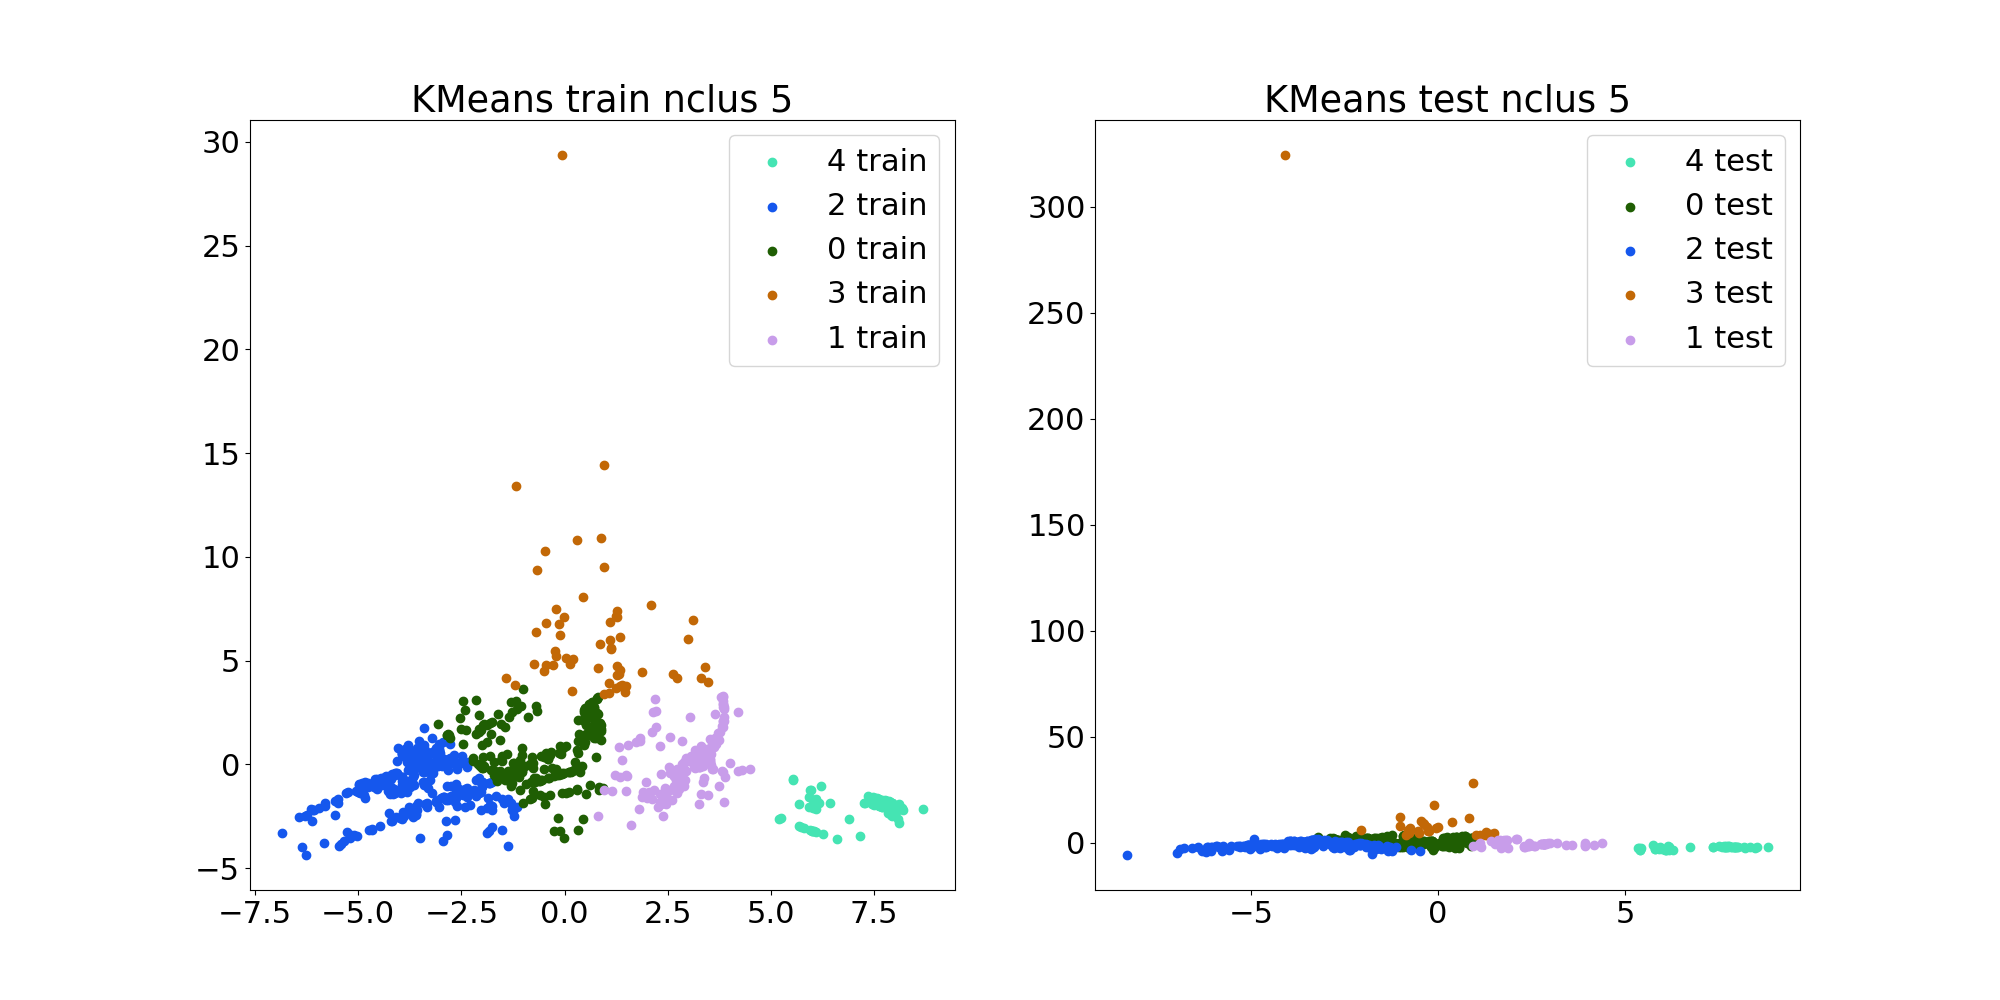 KMeans train nclus 5
30
25
20
15
10
5
0
−5
−7.5 −5.0 −2.5 0.0 2.5 5.0 7.5
4 train
2 train
0 train
3 train
1 train
KMeans test nclus 5
300
250
200
150
100
50
0
−5 0 5
4 test
0 test
2 test
3 test
1 test